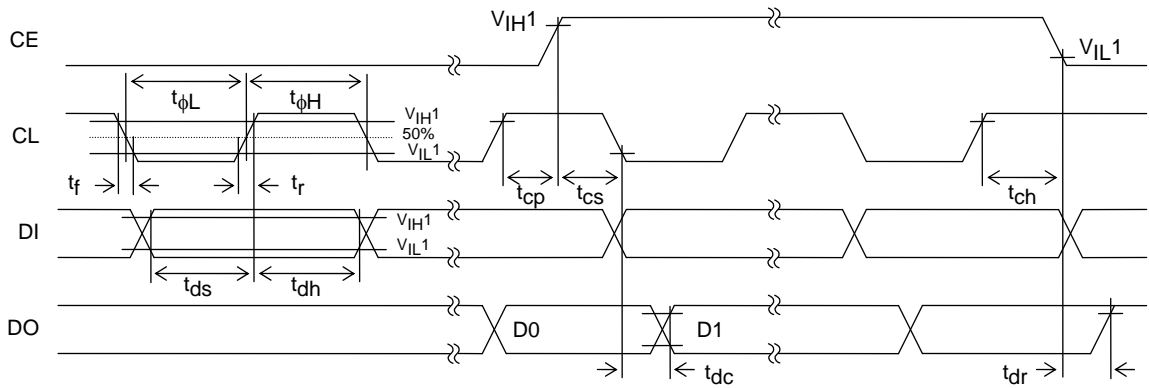 CE
VIH1
VIL1
tϕL
tϕH
CL
VIH1
50%
VIL1
tf
tr
tcp
tcs
tch
DI
VIH1
VIL1
tds
tdh
DO
D0
D1
tdc
tdr